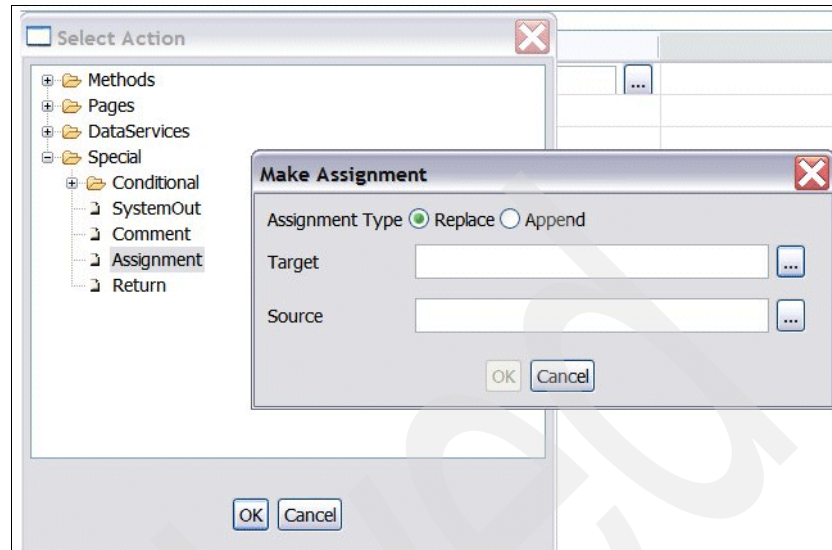 Select Action
Methods
Pages
DataServices
Special
Conditional
SystemOut
Comment
Assignment
Return
OK Cancel
...
Make Assignment
Assignment Type Replace Append
Target ...
Source ...
OK Cancel